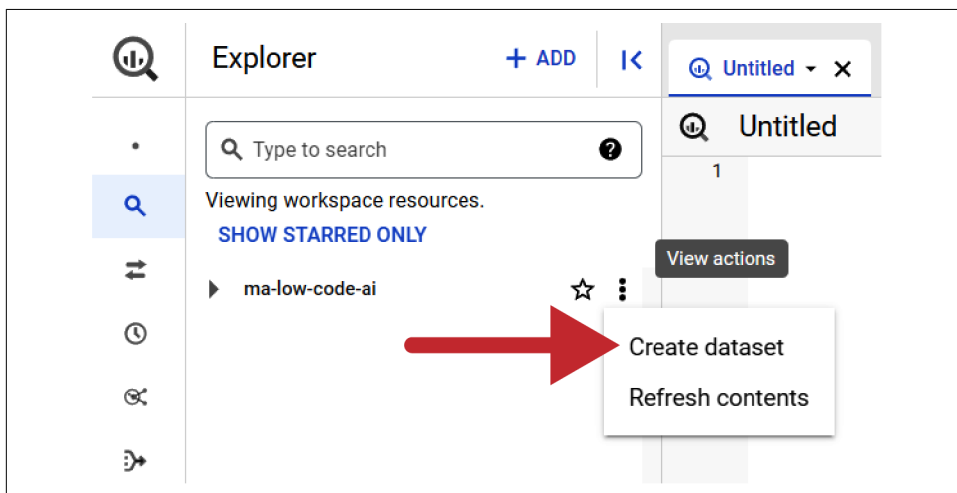 Explorer
+ ADD
Untitled
Type to search
?
Untitled
1
Viewing workspace resources.
SHOW STARRED ONLY
View actions
ma-low-code-ai
Create dataset
Refresh contents